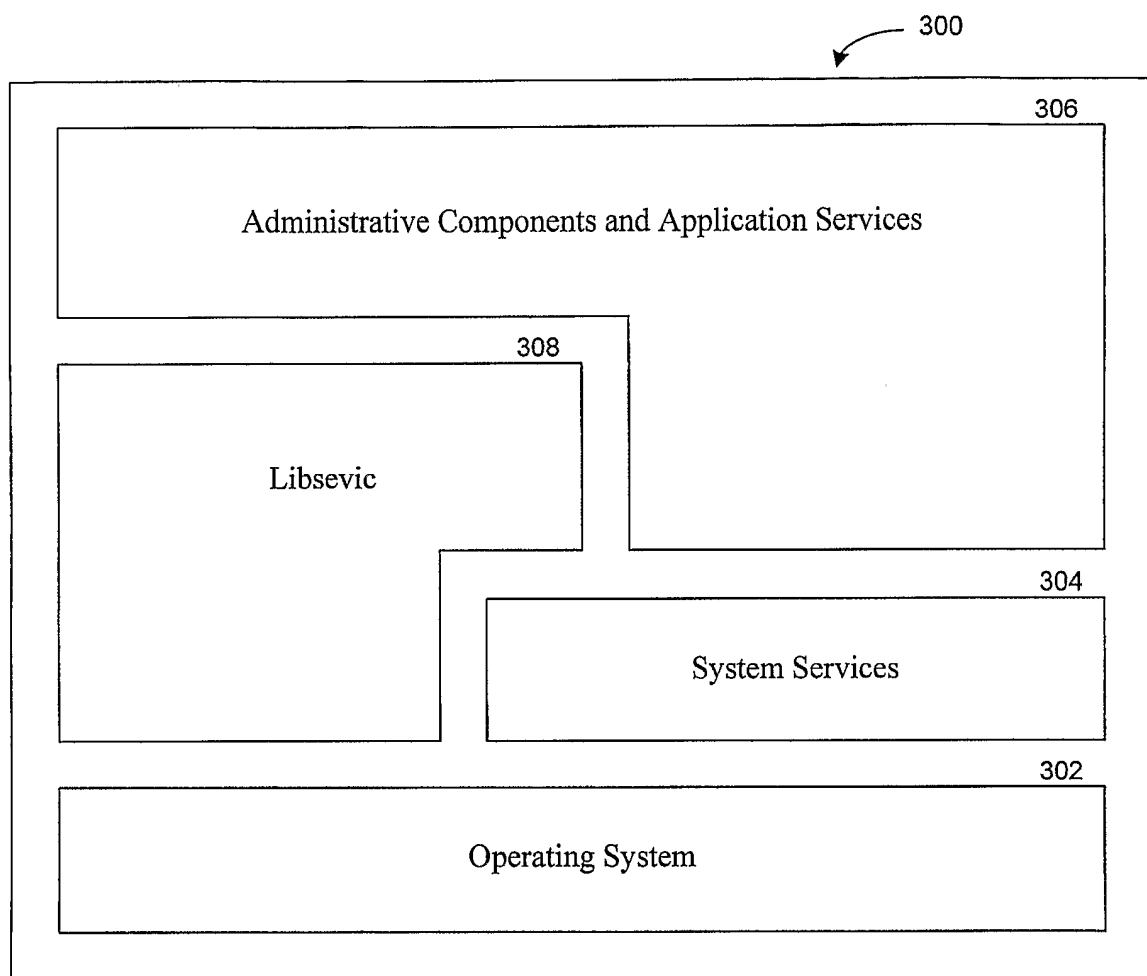 300
306
Administrative Components and Application Services
308
Libsevic
304
System Services
302
Operating System